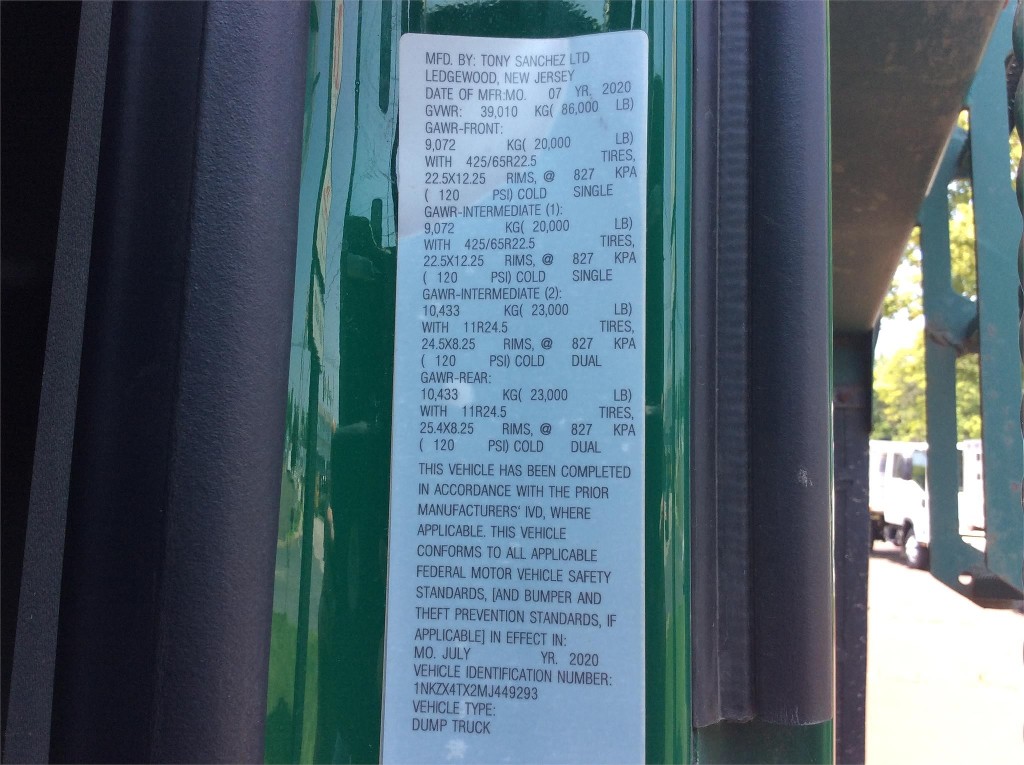 MFD. BY: TONY SANCHEZ LTD
LEDGEWOOD, NEW JERSEY
DATE OF MFR:MO. 07 YR. 2020
GVWR: 39,010 KG( 86,000 LB)
GAWR-FRONT:
9,072 KG( 20,000 LB)
WITH 425/65R22.5 TIRES,
22.5X12.25 RIMS, @ 827 KPA
( 120 PSI) COLD SINGLE
GAWR-INTERMEDIATE (1):
9,072 KG( 20,000 LB)
WITH 425/65R22.5 TIRES,
22.5X12.25 RIMS, @ 827 KPA
( 120 PSI) COLD SINGLE
GAWR-INTERMEDIATE (2):
10,433 KG( 23,000 LB)
WITH 11R24.5 TIRES,
24.5X8.25 RIMS, @ 827 KPA
( 120 PSI) COLD DUAL
GAWR-REAR:
10,433 KG( 23,000 LB)
WITH 11R24.5 TIRES,
25.4X8.25 RIMS, @ 827 KPA
( 120 PSI) COLD DUAL
THIS VEHICLE HAS BEEN COMPLETED
IN ACCORDANCE WITH THE PRIOR
MANUFACTURERS' IVD, WHERE
APPLICABLE. THIS VEHICLE
CONFORMS TO ALL APPLICABLE
FEDERAL MOTOR VEHICLE SAFETY
STANDARDS, [AND BUMPER AND
THEFT PREVENTION STANDARDS, IF
APPLICABLE] IN EFFECT IN:
MO. JULY YR. 2020
VEHICLE IDENTIFICATION NUMBER:
1NKZX4TX2MJ449293
VEHICLE TYPE:
DUMP TRUCK